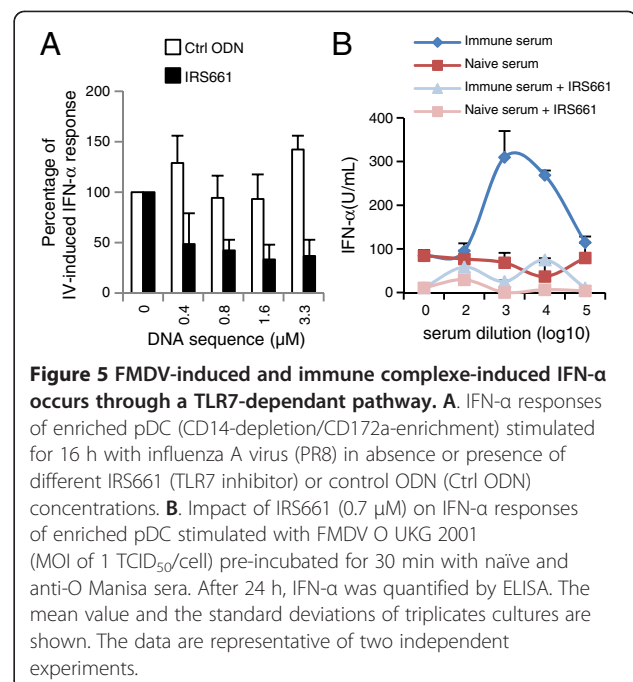 A
Ctrl ODN
IRS661
Percentage of
IV-induced IFN-α response
200
150
100
50
0
0
0.4
0.8
1.6
3.3
DNA sequence (µM)
B
Immune serum
Naive serum
Immune serum + IRS661
Naive serum + IRS661
IFN-α(U/mL)
400
300
200
100
0
0
2
3
4
5
serum dilution (log10)
Figure 5 FMDV-induced and immune complexe-induced IFN-α
occurs through a TLR7-dependant pathway. A. IFN-α responses
of enriched pDC (CD14-depletion/CD172a-enrichment) stimulated
for 16 h with influenza A virus (PR8) in absence or presence of
different IRS661 (TLR7 inhibitor) or control ODN (Ctrl ODN)
concentrations. B. Impact of IRS661 (0.7 µM) on IFN-α responses
of enriched pDC stimulated with FMDV O UKG 2001
(MOI of 1 TCID50/cell) pre-incubated for 30 min with naïve and
anti-O Manisa sera. After 24 h, IFN-α was quantified by ELISA. The
mean value and the standard deviations of triplicates cultures are
shown. The data are representative of two independent
experiments.